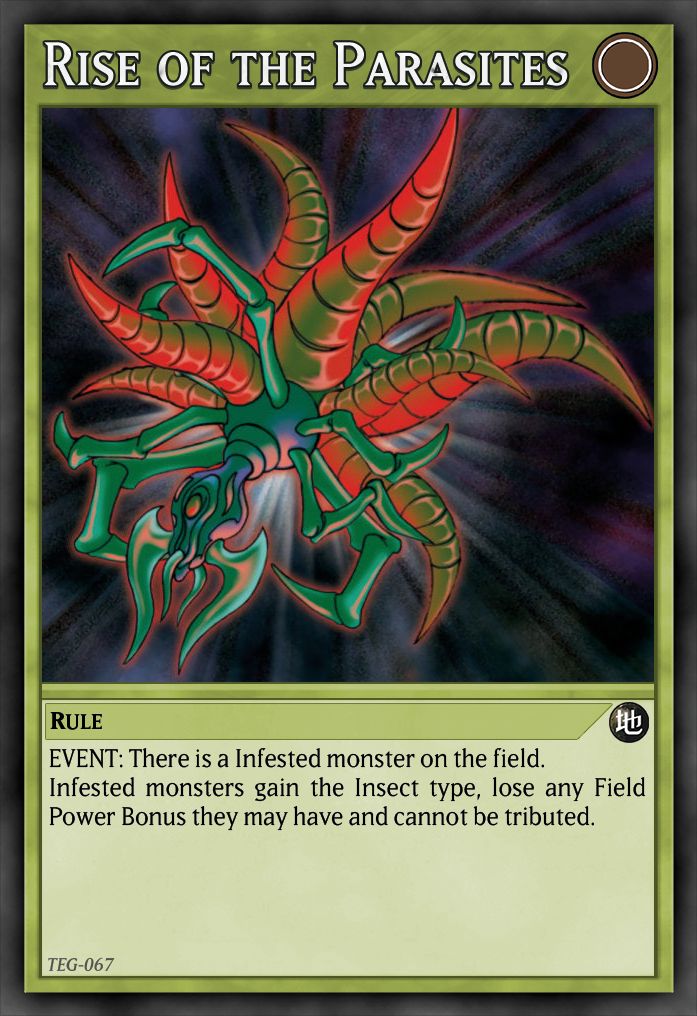 Rise of the Parasites
Rule
EVENT: There is a Infested monster on the field.
Infested monsters gain the Insect type, lose any Field
Power Bonus they may have and cannot be tributed.
TEG-067